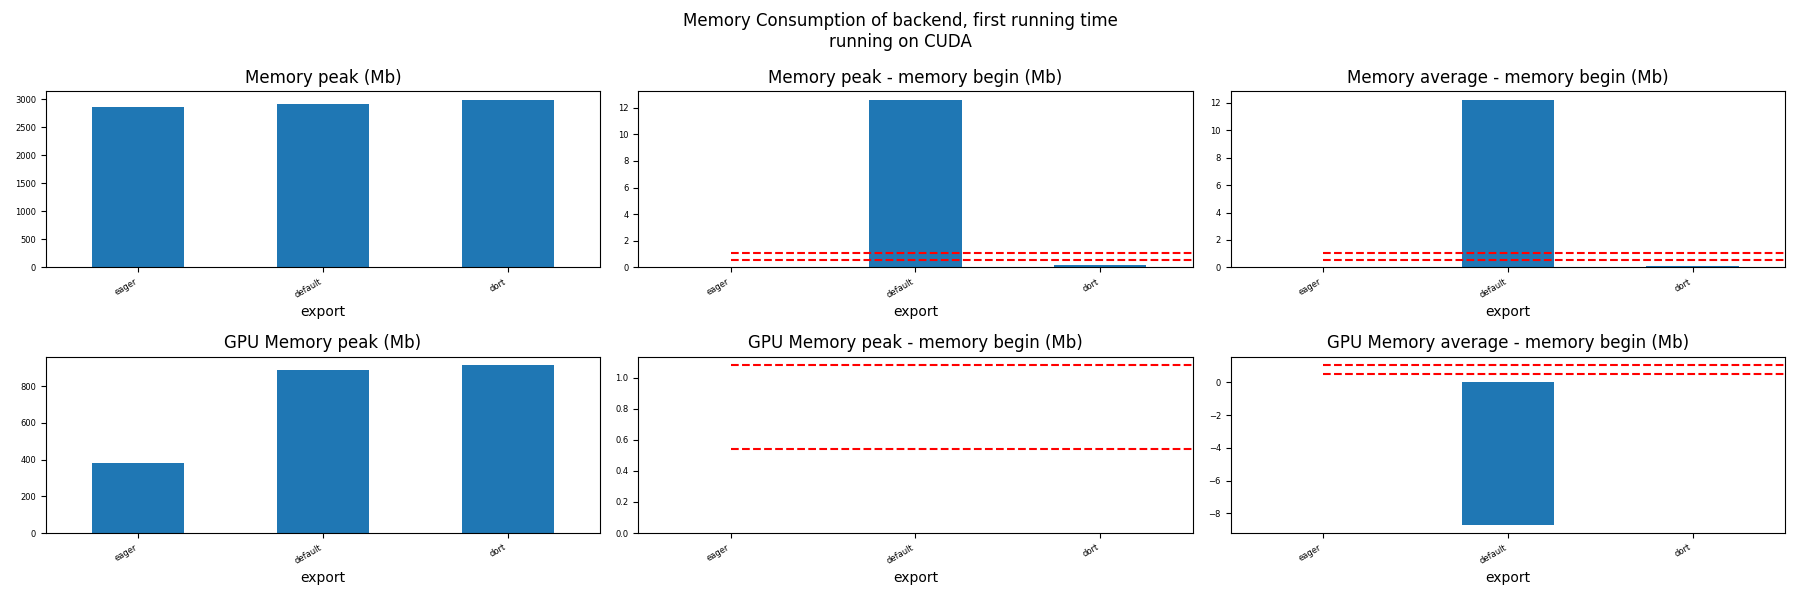 Memory Consumption of backend, first running time
running on CUDA
Memory peak (Mb)
3000
2500
2000
1500
1000
500
0
eager
default
dort
export
Memory peak - memory begin (Mb)
12
10
8
6
4
2
0
eager
default
dort
export
Memory average - memory begin (Mb)
12
10
8
6
4
2
0
eager
default
dort
export
GPU Memory peak (Mb)
800
600
400
200
0
eager
default
dort
export
GPU Memory peak - memory begin (Mb)
1.0
0.8
0.6
0.4
0.2
0.0
eager
default
dort
export
GPU Memory average - memory begin (Mb)
0
−2
−4
−6
−8
eager
default
dort
export